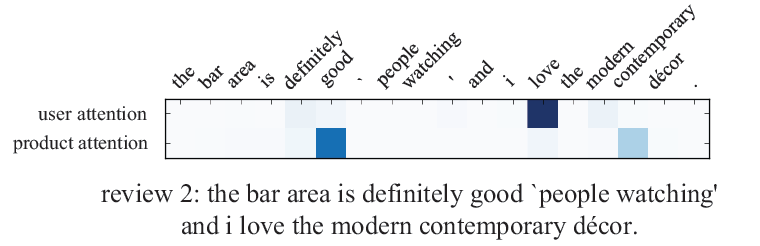 the bar area is definitely good ` people watching ' and i love the modern contemporary décor .
user attention
product attention
review 2: the bar area is definitely good `people watching'
and i love the modern contemporary décor.